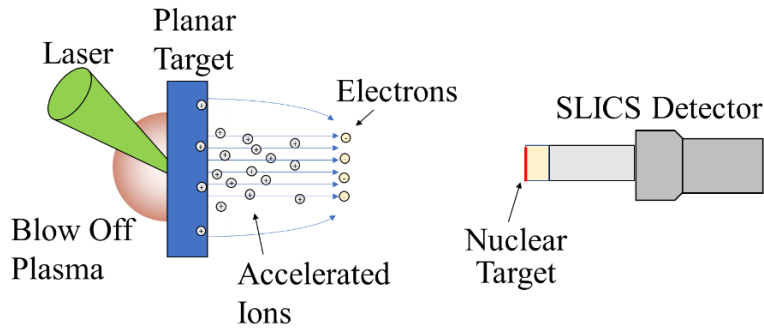 Laser
Planar
Target
Electrons
SLICS Detector
Blow Off
Plasma
Accelerated
Ions
Nuclear
Target